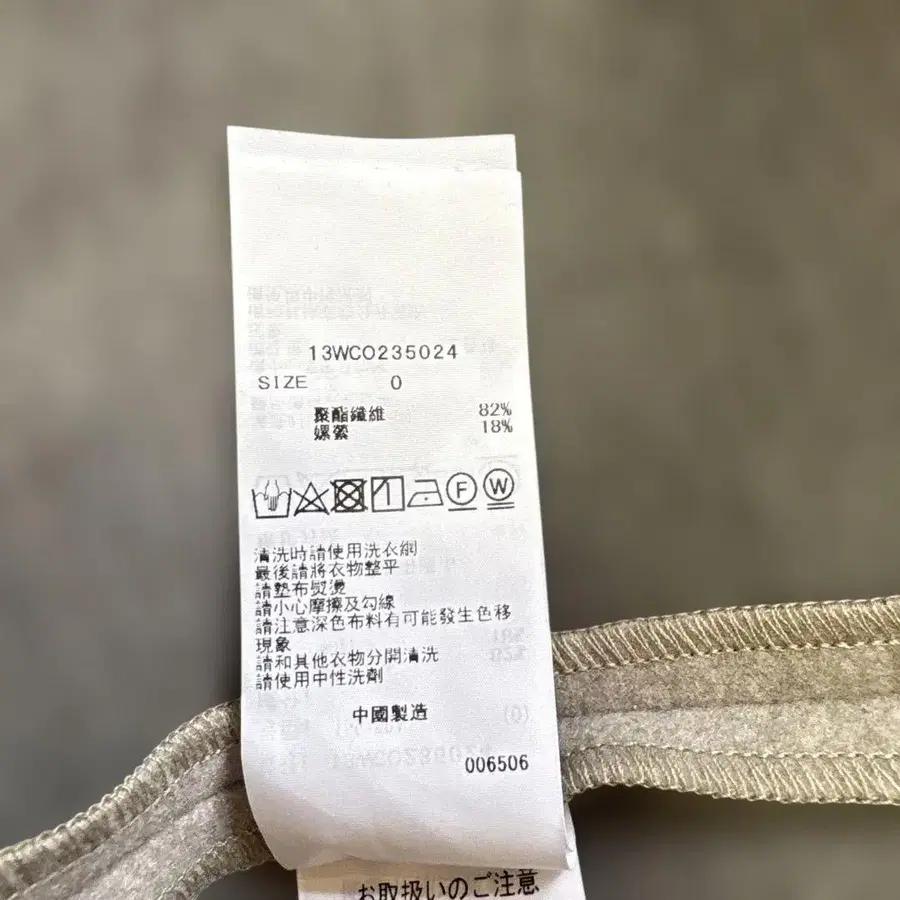 13WCO235024
SIZE 0
聚酯纖維 82%
嫘縈 18%
F W
清洗時請使用洗衣網
最後請將衣物整平
請墊布熨燙
請小心摩擦及勾線
請注意深色布料有可能發生色移
現象
請和其他衣物分開清洗
請使用中性洗劑
中國製造
006506
お取扱いのご注意